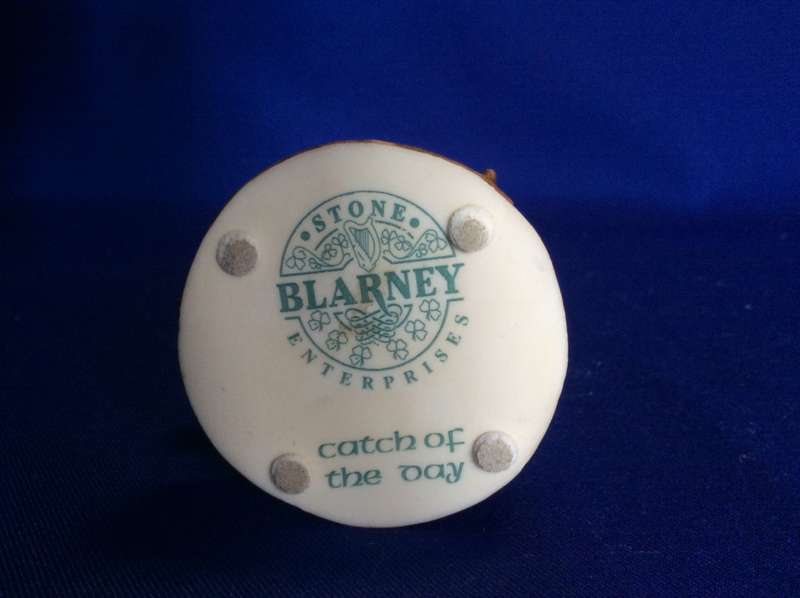 • STONE •
BLARNEY
ENTERPRISES
catch of
the day